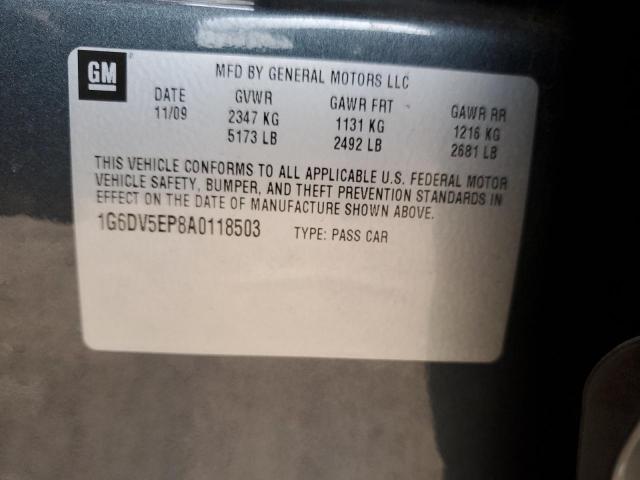 GM
MFD BY GENERAL MOTORS LLC
DATE GVWR GAWR FRT GAWR RR
11/09 2347 KG 1131 KG 1216 KG
5173 LB 2492 LB 2681 LB
THIS VEHICLE CONFORMS TO ALL APPLICABLE U.S. FEDERAL MOTOR
VEHICLE SAFETY, BUMPER, AND THEFT PREVENTION STANDARDS IN
EFFECT ON THE DATE OF MANUFACTURE SHOWN ABOVE.
1G6DV5EP8A0118503 TYPE: PASS CAR